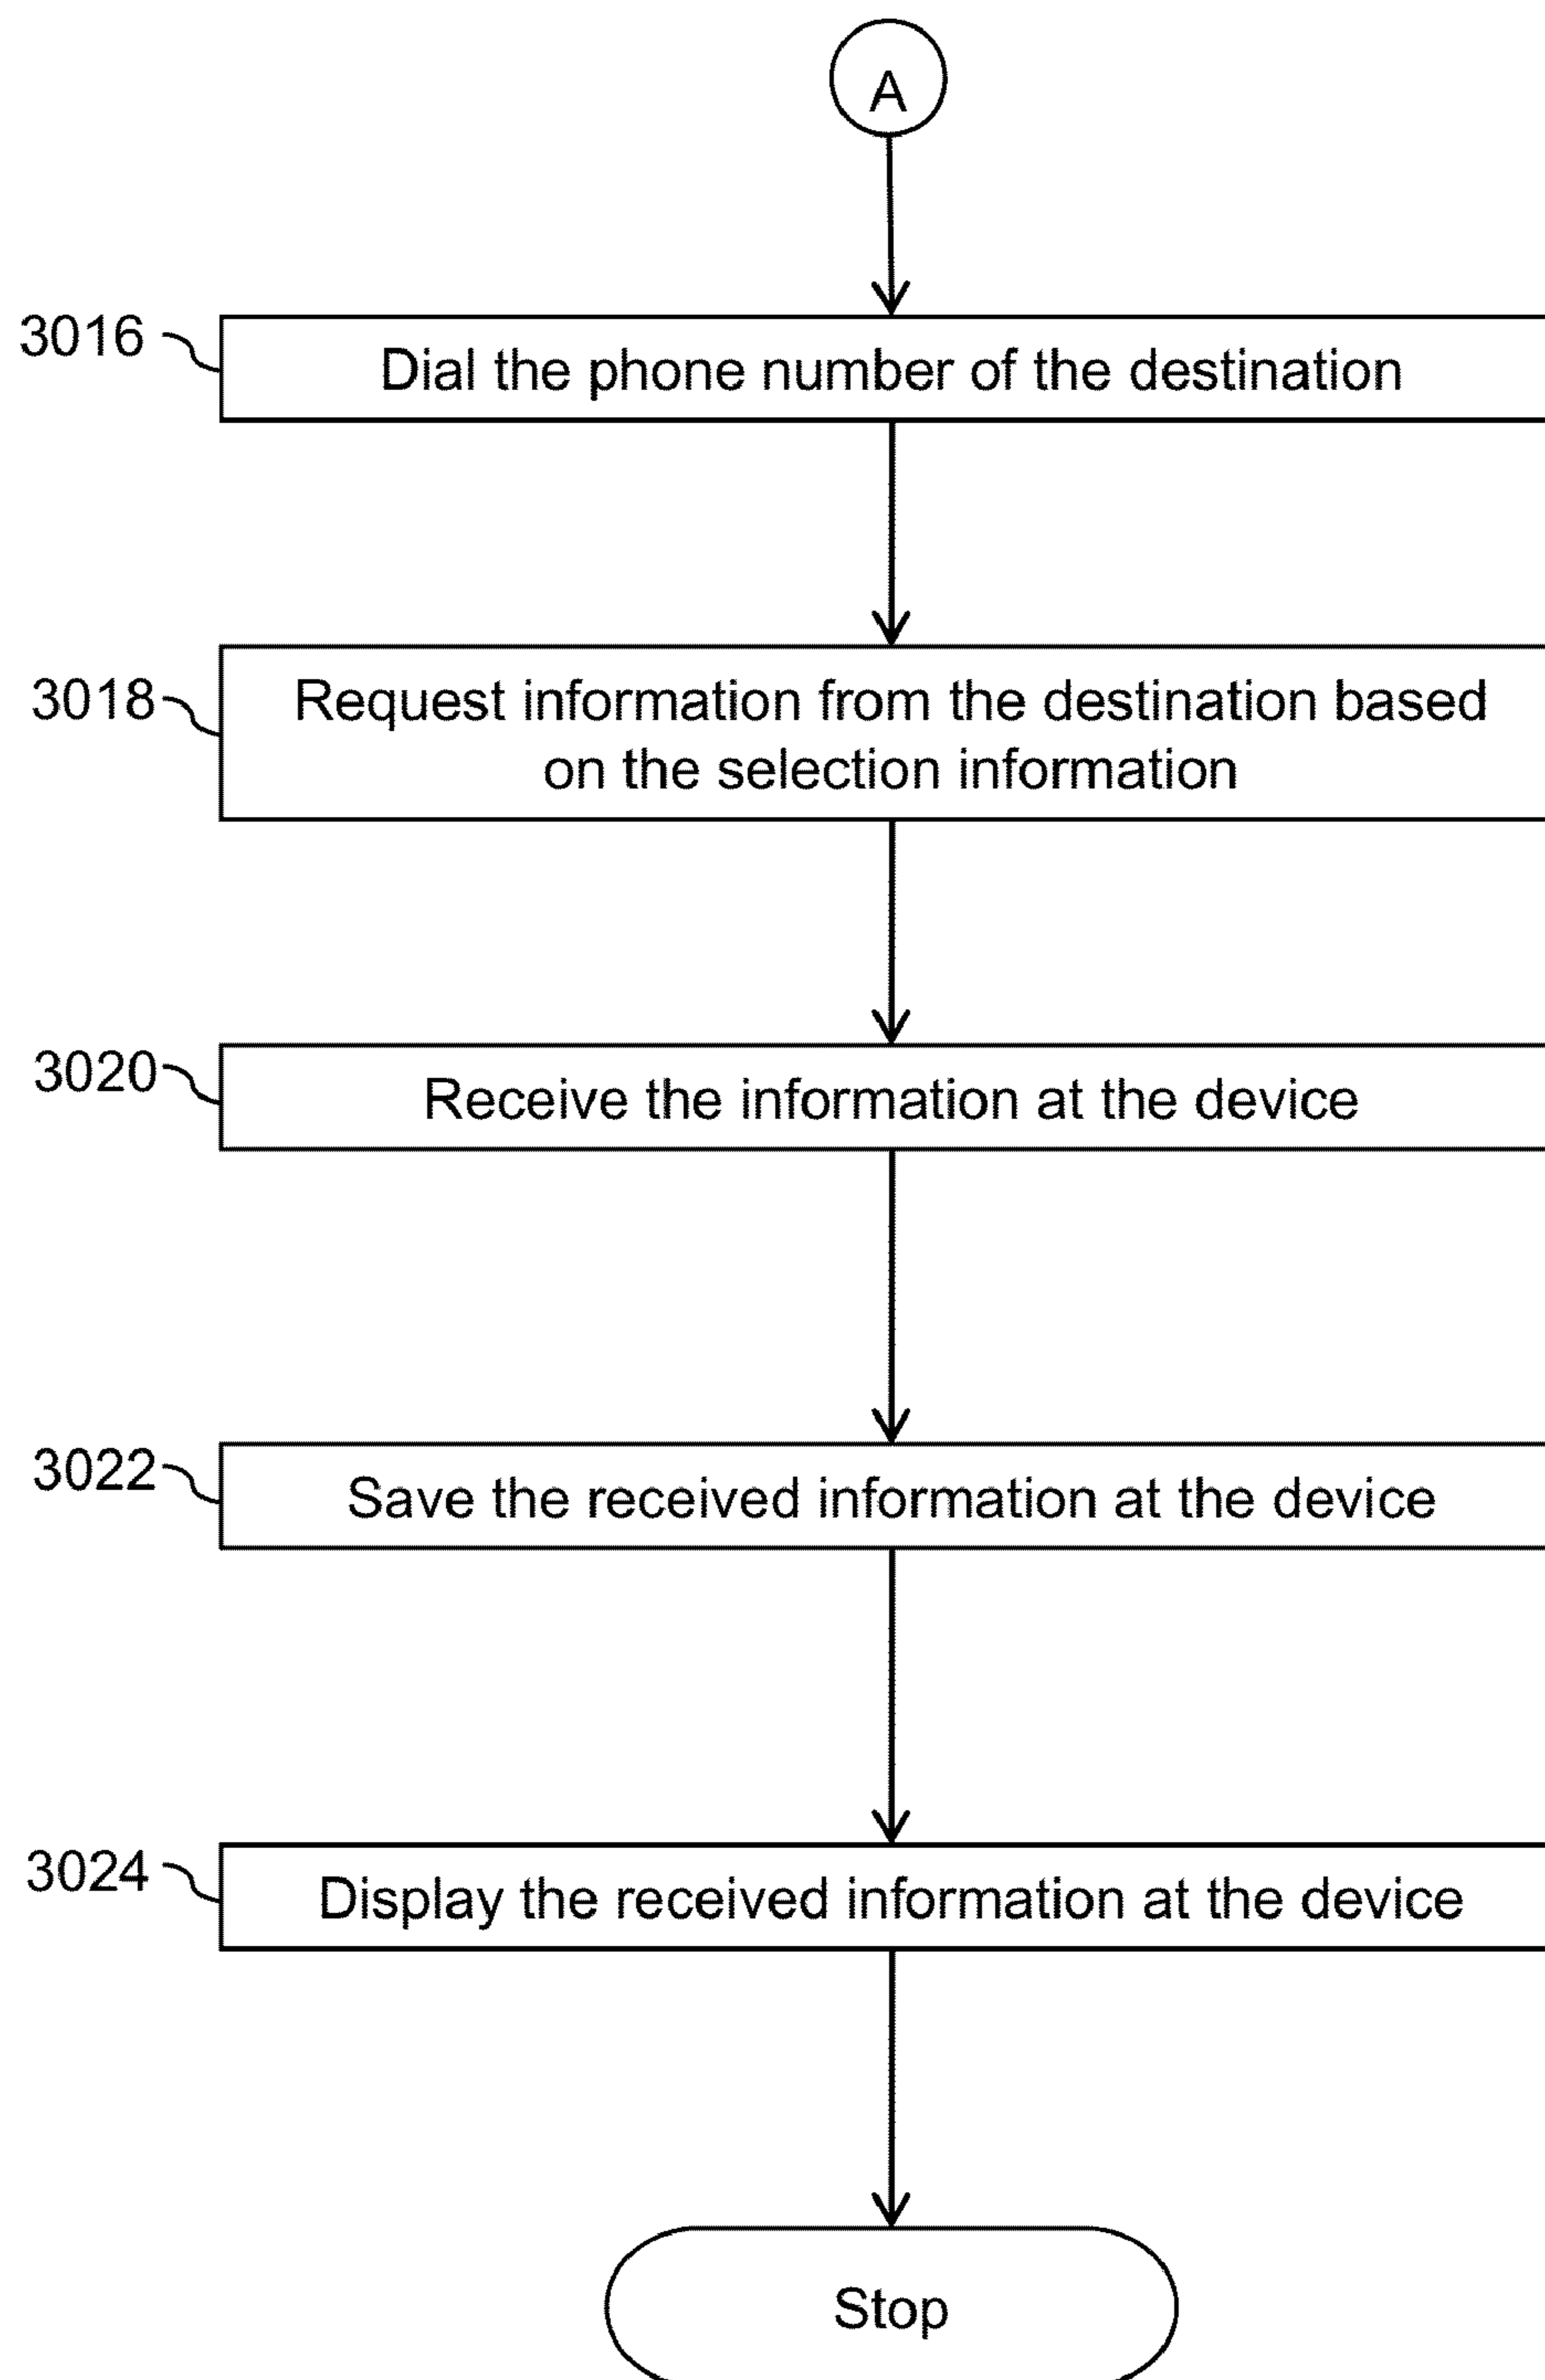 A
3016
Dial the phone number of the destination
3018
Request information from the destination based
on the selection information
3020
Receive the information at the device
3022
Save the received information at the device
3024
Display the received information at the device
Stop